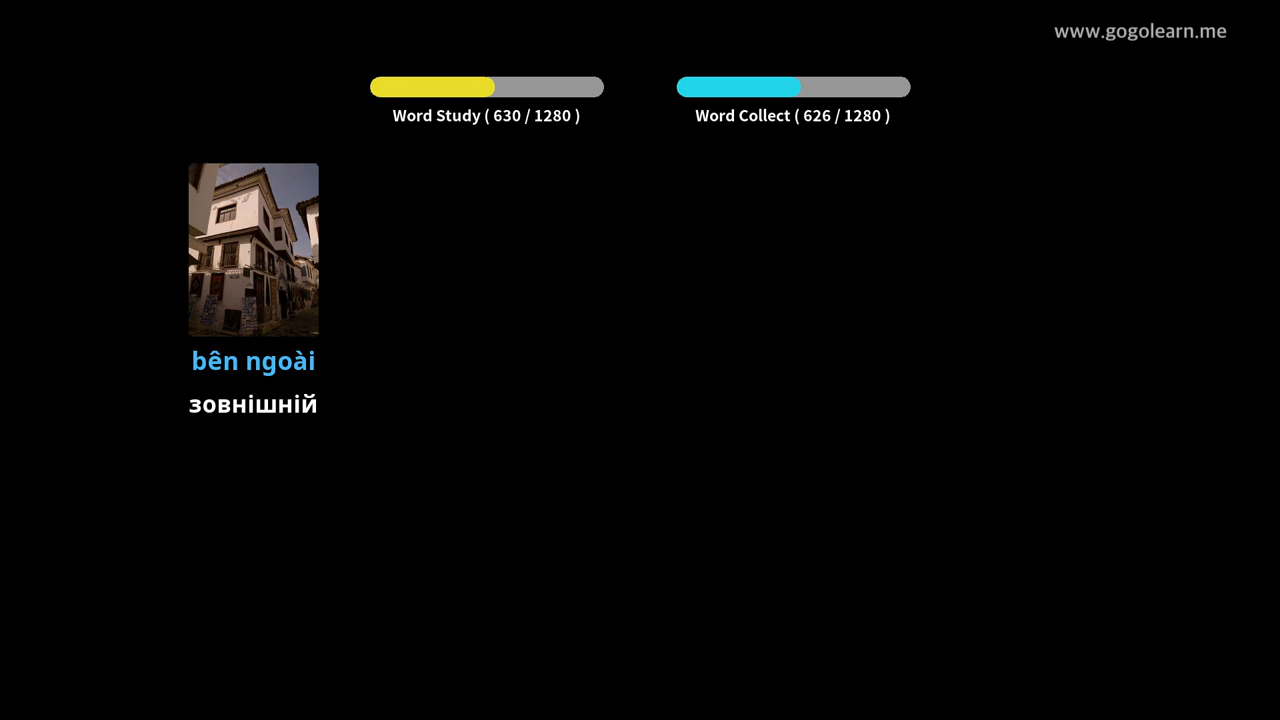 www.gogolearn.me
Word Study ( 630 / 1280 )
Word Collect ( 626 / 1280 )
bên ngoài
зовнішній